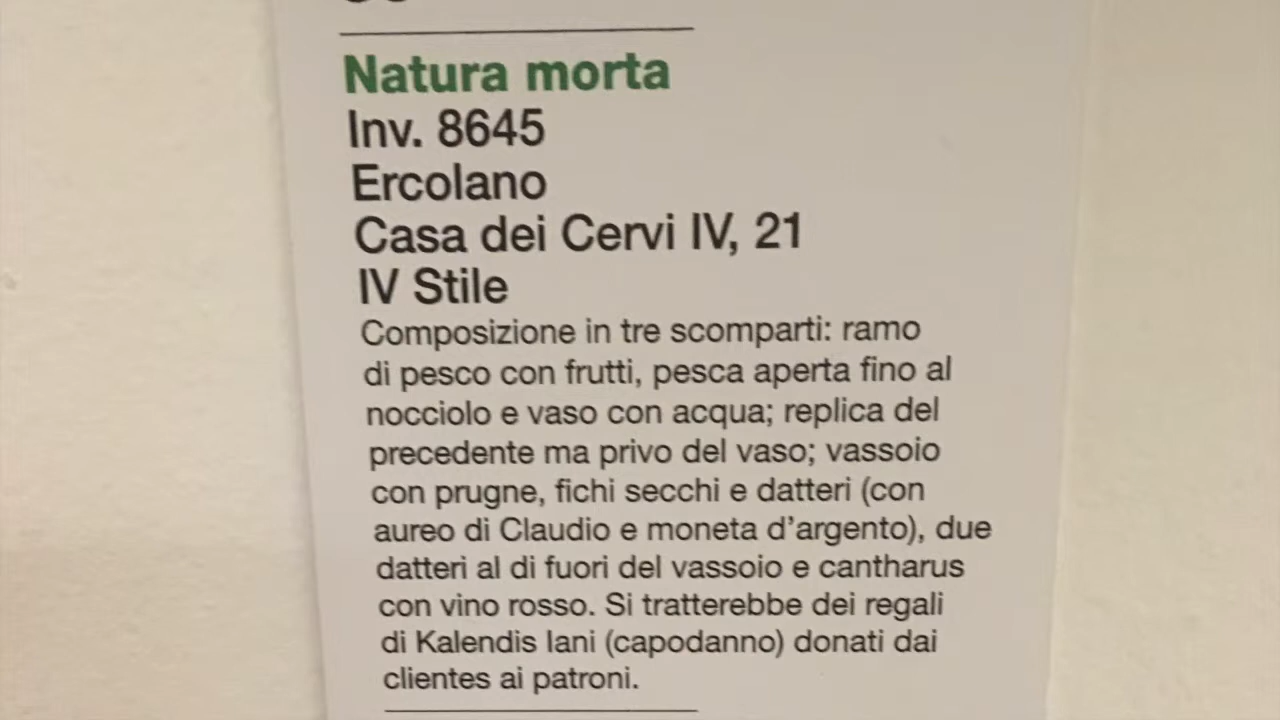 Natura morta
Inv. 8645
Ercolano
Casa dei Cervi IV, 21
IV Stile
Composizione in tre scomparti: ramo
di pesco con frutti, pesca aperta fino al
nocciolo e vaso con acqua; replica del
precedente ma privo del vaso; vassoio
con prugne, fichi secchi e datteri (con
aureo di Claudio e moneta d'argento), due
datteri al di fuori del vassoio e cantharus
con vino rosso. Si tratterebbe dei regali
di Kalendis Iani (capodanno) donati dai
clientes ai patroni.